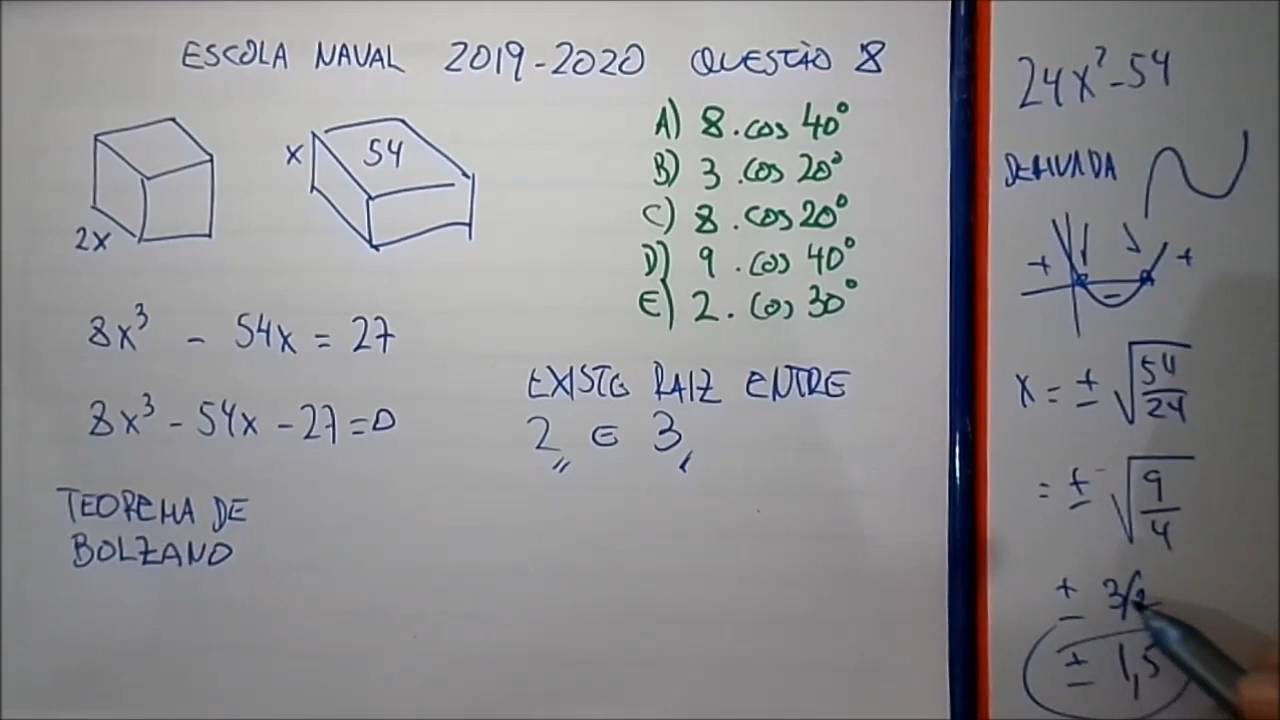 ESCOLA NAVAL 2019-2020 QUESTÃO 8
2x
x
54
A) 8 . cos 40°
B) 3 . cos 20°
C) 8 . cos 20°
D) 9 . cos 40°
E) 2 . cos 30°
8x³ - 54x = 27
8x³ - 54x - 27 = 0
TEOREMA DE
BOLZANO
EXISTE RAIZ ENTRE
2 E 3
24x² - 54
DERIVADA
+ - +
x = ± √54/24
= ± √9/4
± 3/2
± 1,5